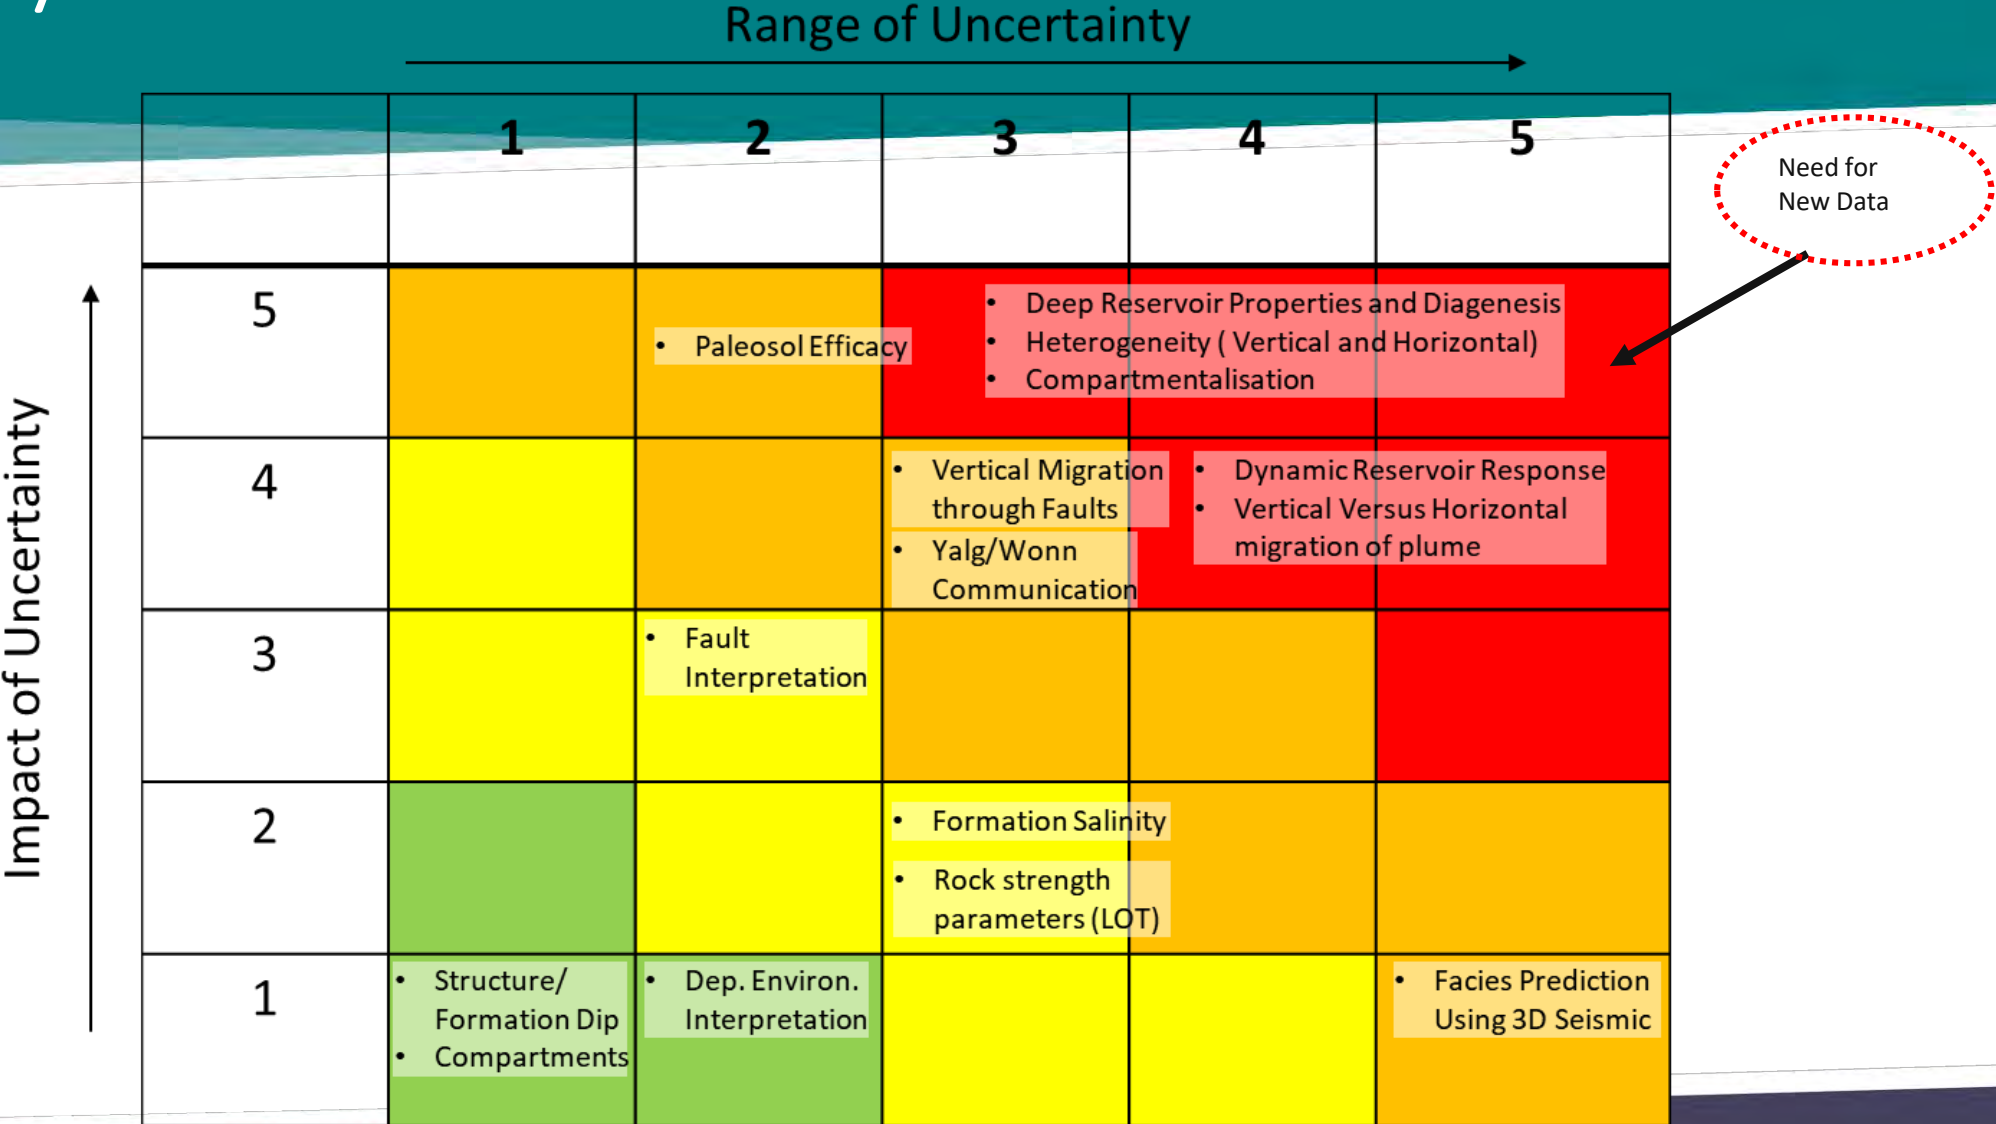 Range of Uncertainty
1 2 3 4 5
Need for
New Data
Impact of Uncertainty
5
• Paleosol Efficacy
• Deep Reservoir Properties and Diagenesis
• Heterogeneity ( Vertical and Horizontal)
• Compartmentalisation
4
• Vertical Migration
through Faults
• Yalg/Wonn
Communication
• Dynamic Reservoir Response
• Vertical Versus Horizontal
migration of plume
3
• Fault
Interpretation
2
• Formation Salinity
• Rock strength
parameters (LOT)
1
• Structure/
Formation Dip
• Compartments
• Dep. Environ.
Interpretation
• Facies Prediction
Using 3D Seismic